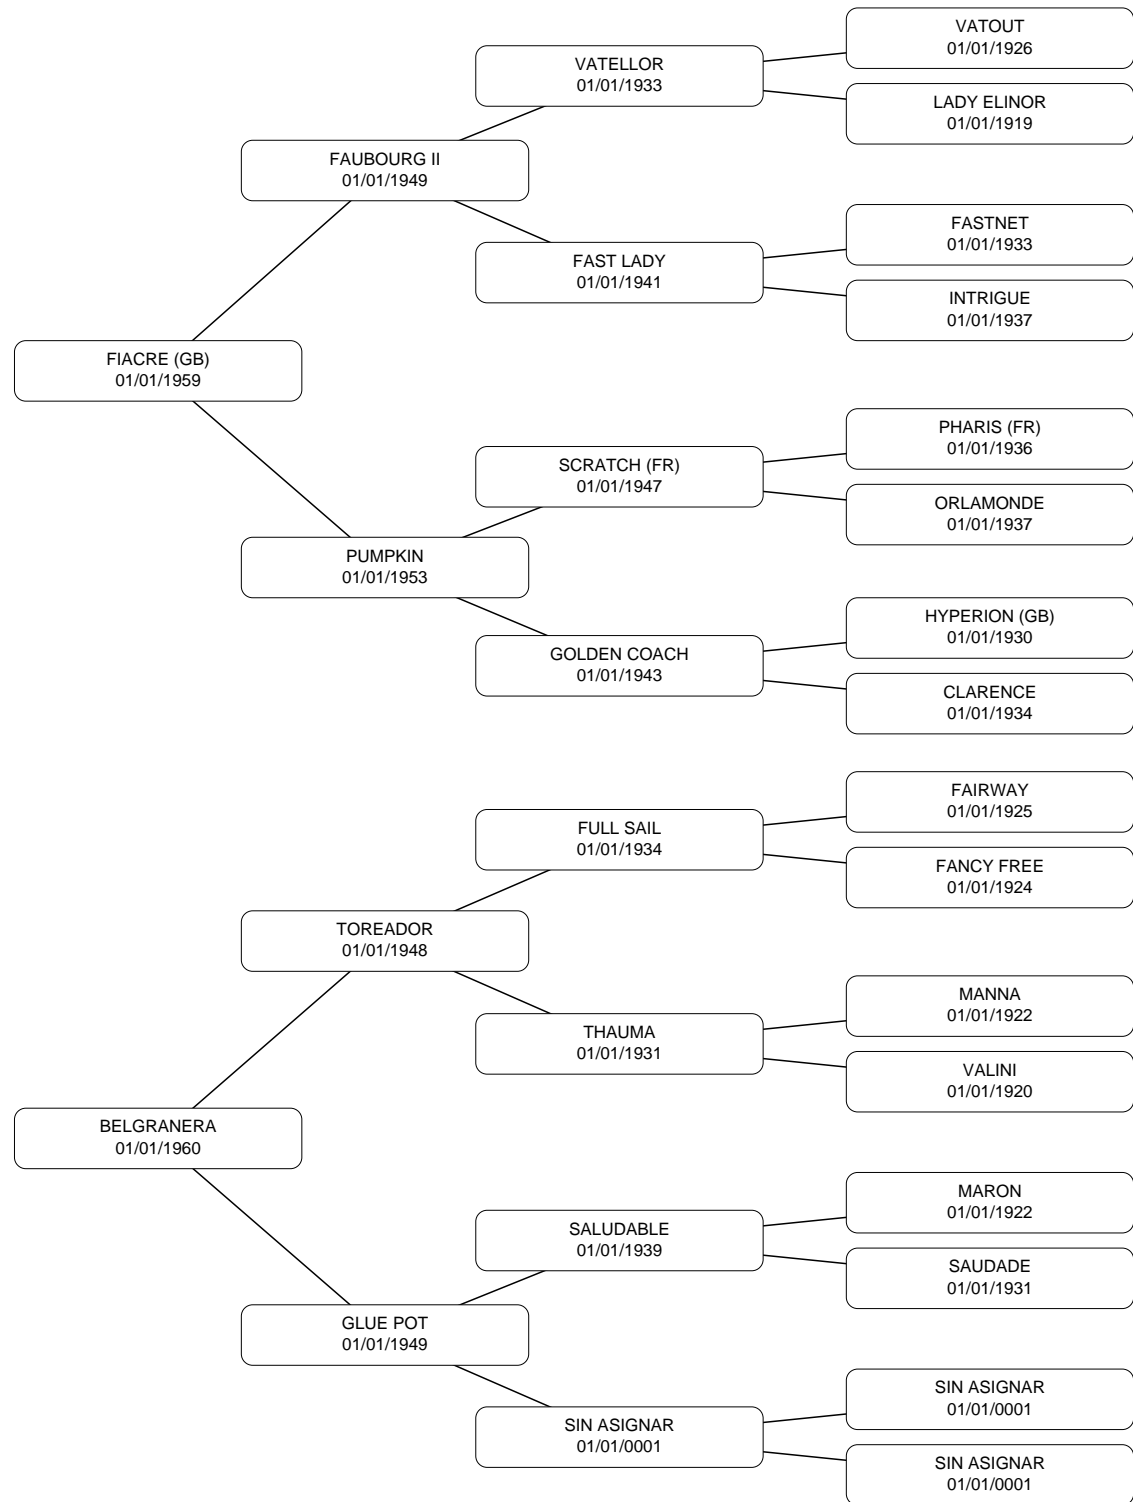 VATOUT
01/01/1926
VATELLOR
01/01/1933
LADY ELINOR
01/01/1919
FAUBOURG II
01/01/1949
FASTNET
01/01/1933
FAST LADY
01/01/1941
INTRIGUE
01/01/1937
FIACRE (GB)
01/01/1959
PHARIS (FR)
01/01/1936
SCRATCH (FR)
01/01/1947
ORLAMONDE
01/01/1937
PUMPKIN
01/01/1953
HYPERION (GB)
01/01/1930
GOLDEN COACH
01/01/1943
CLARENCE
01/01/1934
FAIRWAY
01/01/1925
FULL SAIL
01/01/1934
FANCY FREE
01/01/1924
TOREADOR
01/01/1948
MANNA
01/01/1922
THAUMA
01/01/1931
VALINI
01/01/1920
BELGRANERA
01/01/1960
MARON
01/01/1922
SALUDABLE
01/01/1939
SAUDADE
01/01/1931
GLUE POT
01/01/1949
SIN ASIGNAR
01/01/0001
SIN ASIGNAR
01/01/0001
SIN ASIGNAR
01/01/0001